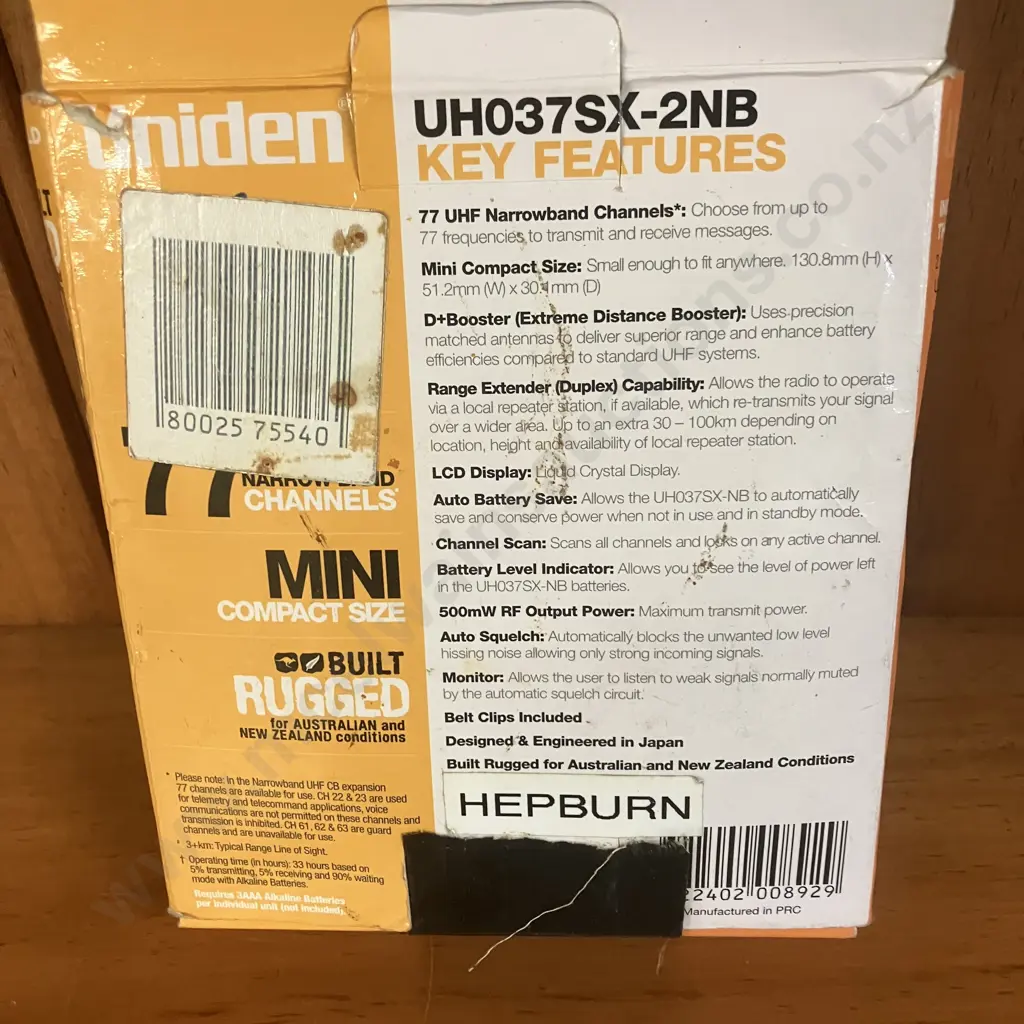 Uniden
80025 75540
77 NARROW BAND
CHANNELS*
MINI
COMPACT SIZE
BUILT
RUGGED
for AUSTRALIAN and
NEW ZEALAND conditions
* Please note: In the Narrowband UHF CB expansion
77 channels are available for use. CH 22 & 23 are used
for telemetry and telecommand applications, voice
communications are not permitted on these channels and
transmission is inhibited. CH 61, 62 & 63 are guard
channels and are unavailable for use.
* 3+km: Typical Range Line of Sight.
† Operating time (in hours): 33 hours based on
5% transmitting, 5% receiving and 90% waiting
mode with Alkaline Batteries.
Requires 3AAA Alkaline Batteries
per individual unit (not included).
UH037SX-2NB
KEY FEATURES
77 UHF Narrowband Channels*: Choose from up to
77 frequencies to transmit and receive messages.
Mini Compact Size: Small enough to fit anywhere. 130.8mm (H) x
51.2mm (W) x 30.1mm (D)
D+Booster (Extreme Distance Booster): Uses precision
matched antennas to deliver superior range and enhance battery
efficiencies compared to standard UHF systems.
Range Extender (Duplex) Capability: Allows the radio to operate
via a local repeater station, if available, which re-transmits your signal
over a wider area. Up to an extra 30 – 100km depending on
location, height and availability of local repeater station.
LCD Display: Liquid Crystal Display.
Auto Battery Save: Allows the UH037SX-NB to automatically
save and conserve power when not in use and in standby mode.
Channel Scan: Scans all channels and locks on any active channel.
Battery Level Indicator: Allows you to see the level of power left
in the UH037SX-NB batteries.
500mW RF Output Power: Maximum transmit power.
Auto Squelch: Automatically blocks the unwanted low level
hissing noise allowing only strong incoming signals.
Monitor: Allows the user to listen to weak signals normally muted
by the automatic squelch circuit.
Belt Clips Included
Designed & Engineered in Japan
Built Rugged for Australian and New Zealand Conditions
HEPBURN
2402 008929
Manufactured in PRC